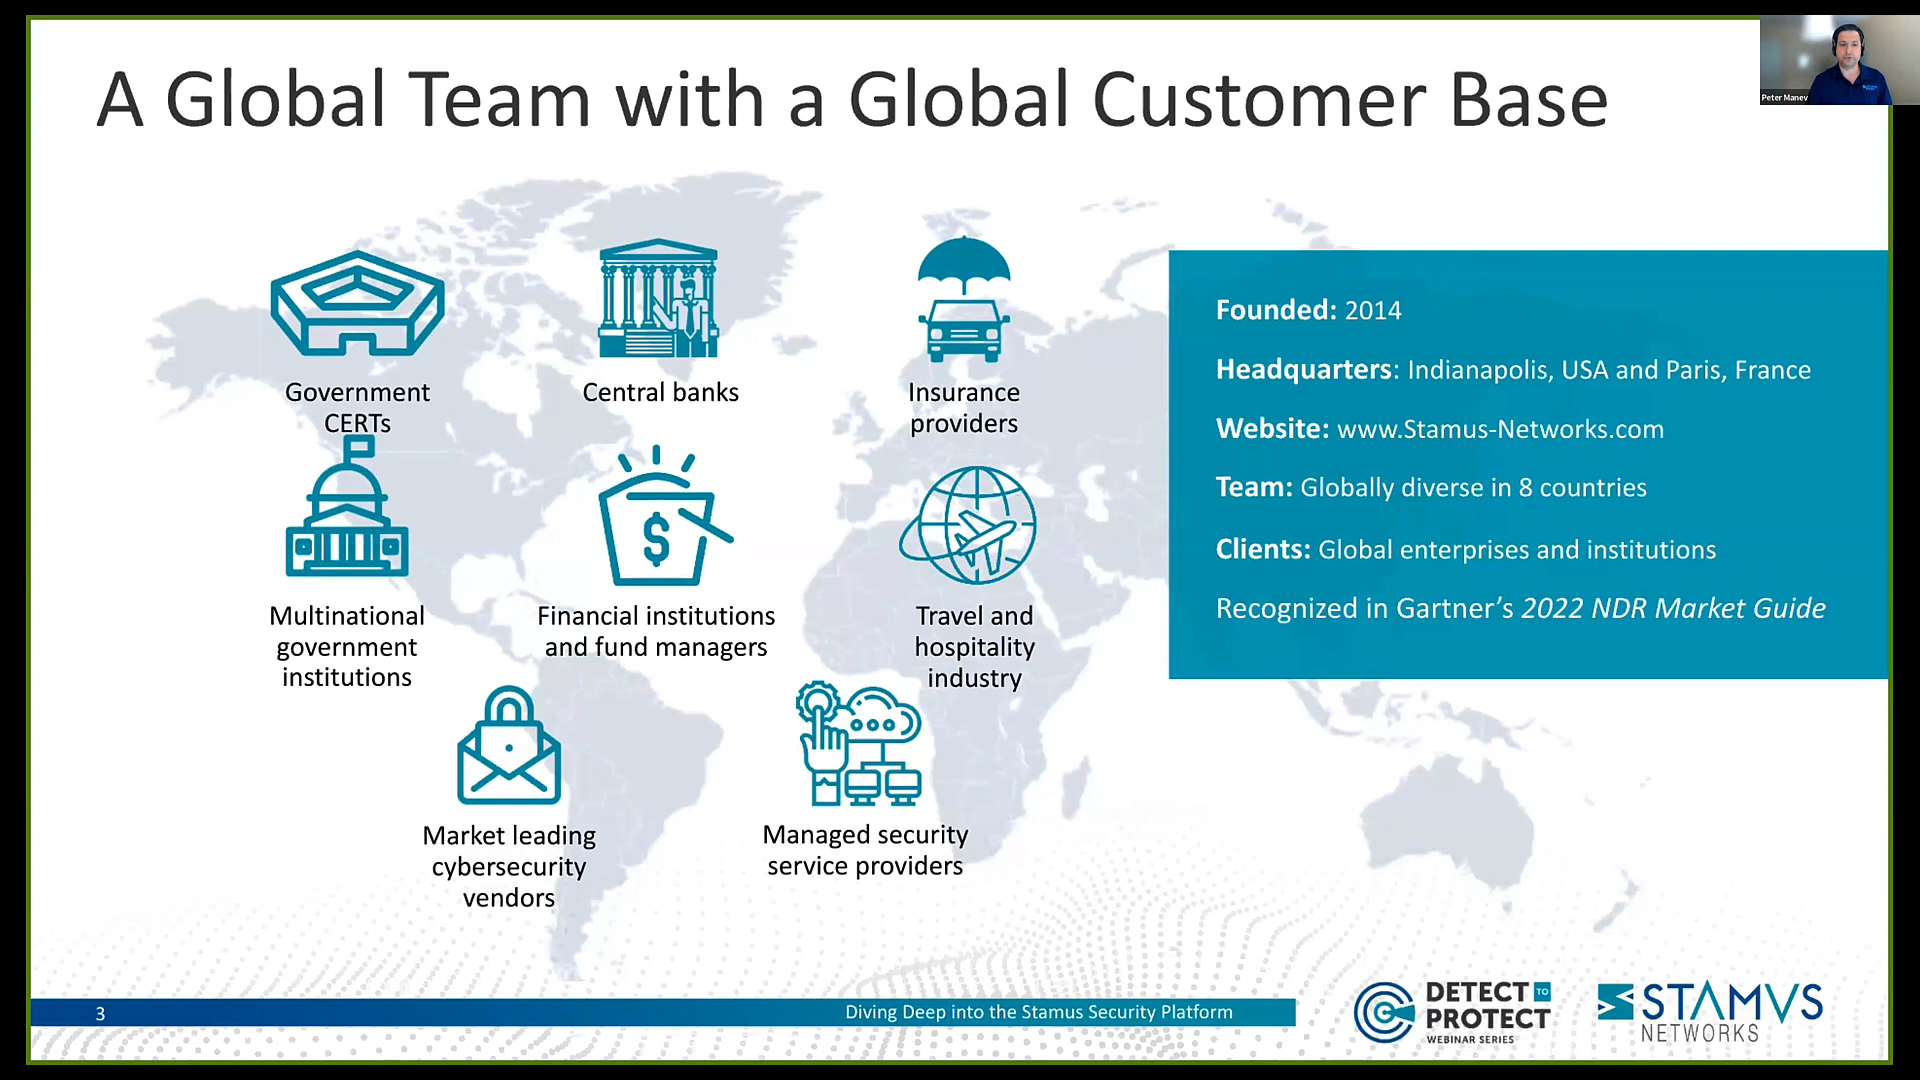 A Global Team with a Global Customer Base
Peter Manev
Government
CERTs
Central banks
Insurance
providers
Multinational
government
institutions
$
Financial institutions
and fund managers
Travel and
hospitality
industry
Market leading
cybersecurity
vendors
Managed security
service providers
Founded: 2014
Headquarters: Indianapolis, USA and Paris, France
Website: www.Stamus-Networks.com
Team: Globally diverse in 8 countries
Clients: Global enterprises and institutions
Recognized in Gartner’s 2022 NDR Market Guide
3
Diving Deep into the Stamus Security Platform
DETECT TO
PROTECT
WEBINAR SERIES
STAMUS
NETWORKS